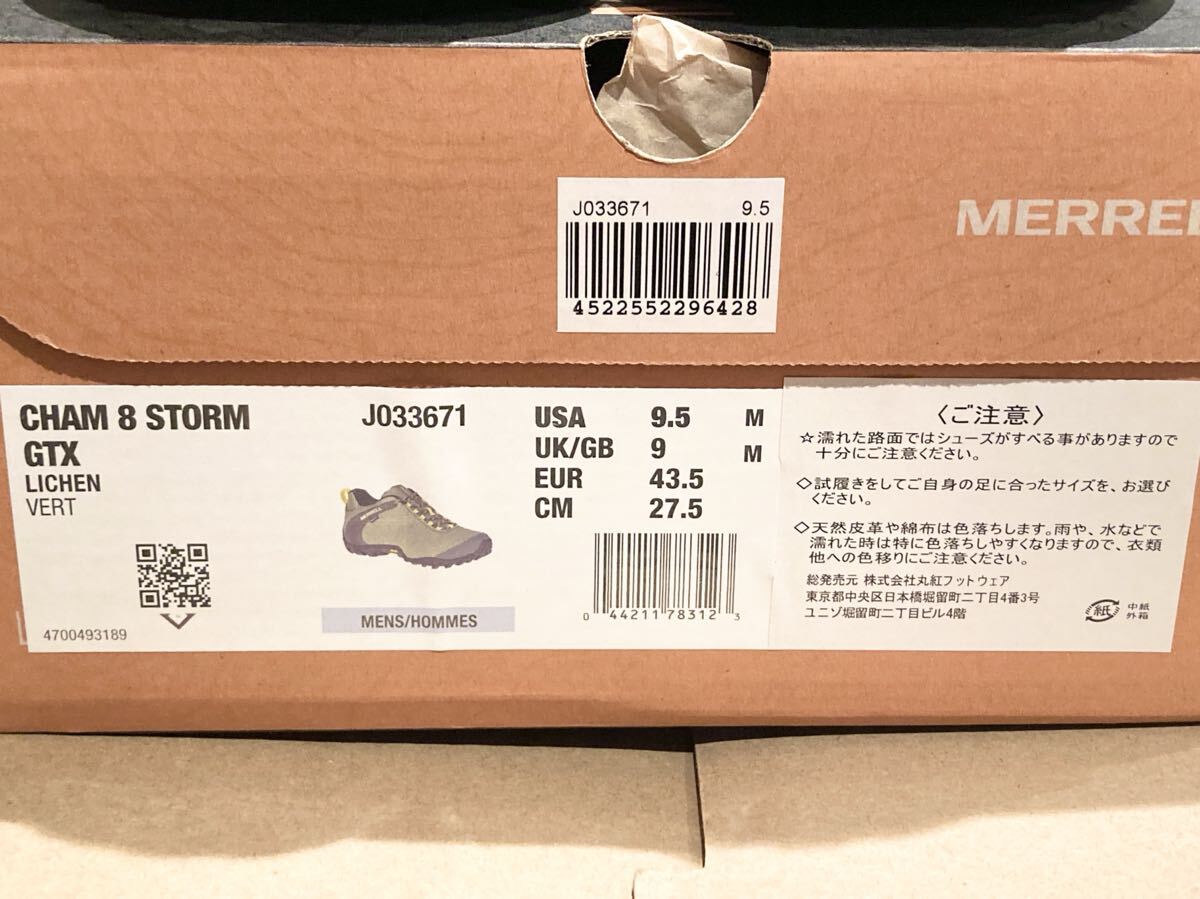 MERREL
J033671 9.5
4522552296428
CHAM 8 STORM
GTX
LICHEN
VERT
4700493189
J033671
MENS/HOMMES
USA 9.5 M
UK/GB 9 M
EUR 43.5
CM 27.5
0 44211 78312 3
〈ご注意〉
☆濡れた路面ではシューズがすべる事がありますので
十分にご注意ください。
◇試履きをしてご自身の足に合ったサイズを、お選び
ください。
◇天然皮革や綿布は色落ちします。雨や、水などで
濡れた時は特に色落ちしやすくなりますので、衣類
他への色移りにご注意ください。
総発売元 株式会社丸紅フットウェア
東京都中央区日本橋堀留町二丁目4番3号
ユニゾ堀留町二丁目ビル4階
紙
中紙
外箱